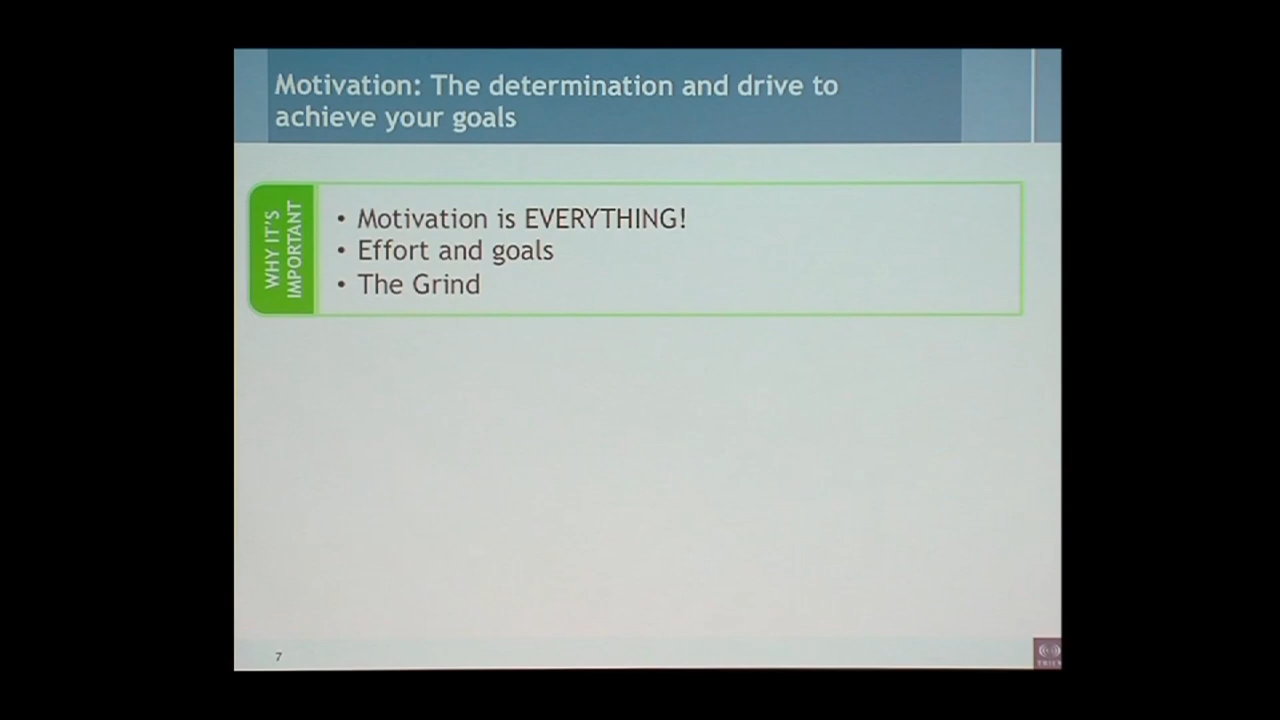 Motivation: The determination and drive to
achieve your goals
WHY IT'S
IMPORTANT
• Motivation is EVERYTHING!
• Effort and goals
• The Grind
7